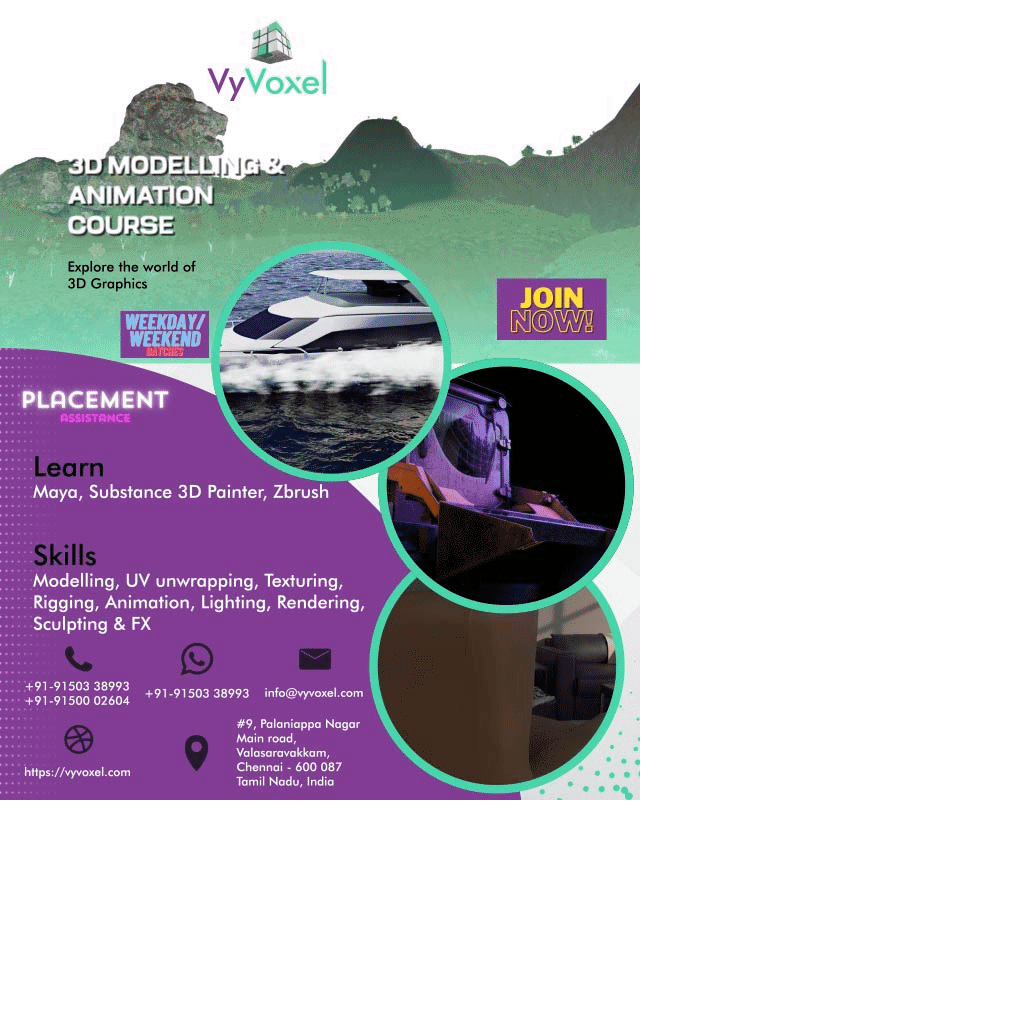 VyVoxel
3D MODELLING &
ANIMATION
COURSE
Explore the world of
3D Graphics
WEEKDAY/
WEEKEND
BATCHES
JOIN
NOW!
PLACEMENT
ASSISTANCE
Learn
Maya, Substance 3D Painter, Zbrush
Skills
Modelling, UV unwrapping, Texturing,
Rigging, Animation, Lighting, Rendering,
Sculpting & FX
+91-91503 38993
+91-91500 02604
+91-91503 38993
info@vyvoxel.com
https://vyvoxel.com
#9, Palaniappa Nagar
Main road,
Valasaravakkam,
Chennai - 600 087
Tamil Nadu, India